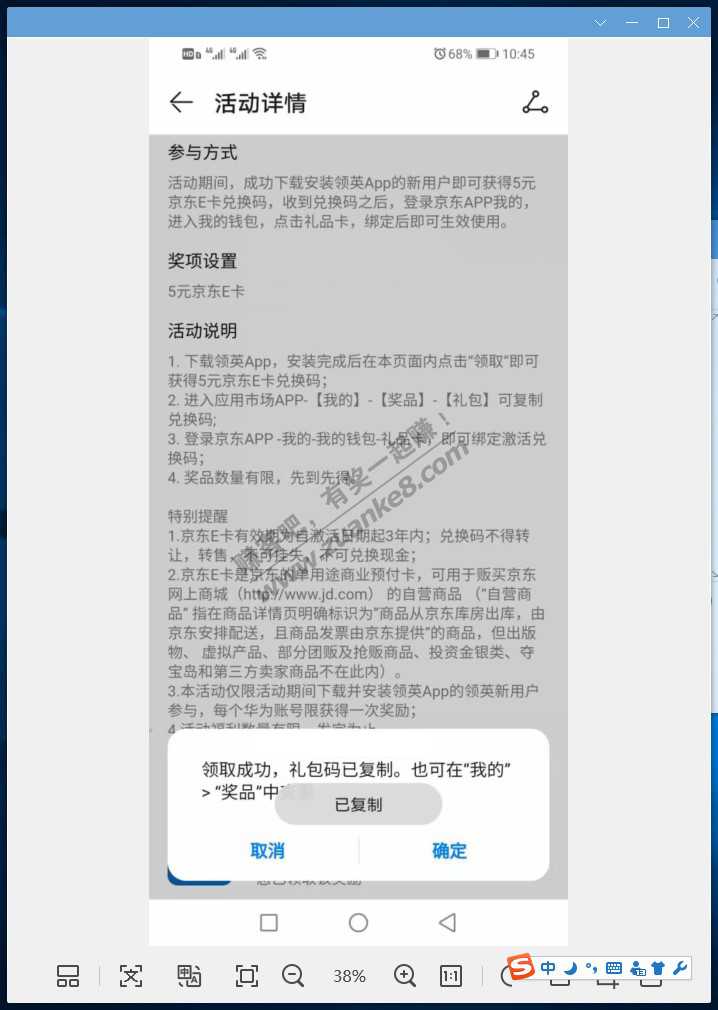 HD 4G 4G 68% 10:45
活动详情
参与方式
活动期间，成功下载安装领英App的新用户即可获得5元
京东E卡兑换码，收到兑换码之后，登录京东APP我的，
进入我的钱包，点击礼品卡，绑定后即可生效使用。
奖项设置
5元京东E卡
活动说明
1. 下载领英App，安装完成后在本页面内点击“领取”即可
获得5元京东E卡兑换码；
2. 进入应用市场APP-【我的】-【奖品】-【礼包】可复制
兑换码;
3. 登录京东APP -我的-我的钱包-礼品卡，即可绑定激活兑
换码；
4. 奖品数量有限，先到先得。
赚客吧，有奖一起赚！
www.zuanke8.com
特别提醒
1.京东E卡有效期为自激活日期起3年内；兑换码不得转
让，转售，不可挂失，不可兑换现金；
2.京东E卡是京东的单用途商业预付卡，可用于购买京东
网上商城（http://www.jd.com） 的自营商品 （“自营商
品” 指在商品详情页明确标识为“商品从京东库房出库，由
京东安排配送，且商品发票由京东提供”的商品，但出版
物、 虚拟产品、部分团购及抢购商品、投资金银类、夺
宝岛和第三方卖家商品不在此内）。
3.本活动仅限活动期间下载并安装领英App的领英新用户
参与，每个华为账号限获得一次奖励；
4.活动福利数量有限，发完为止
领取成功，礼包码已复制。也可在“我的”
> “奖品”中
已复制
取消 确定
您已领取该奖励
38%
1:1
中